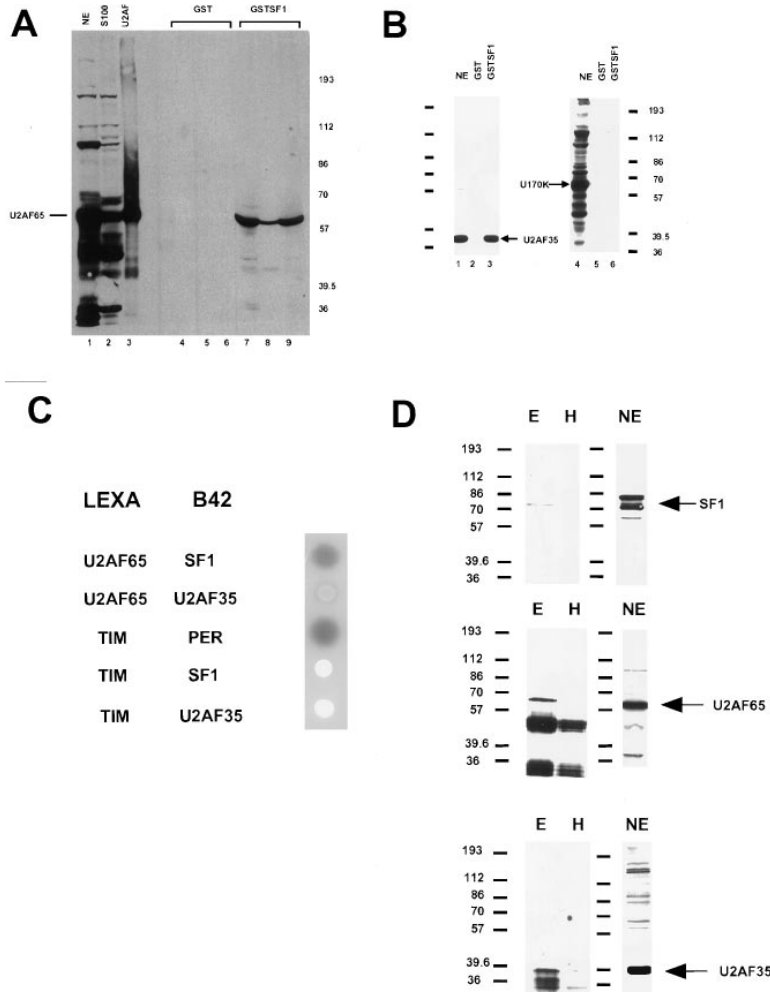 A
NE S100 U2AF GST GSTSF1
193
112
86
70
U2AF65
57
39.5
36
1 2 3 4 5 6 7 8 9
B
NE GST GSTSF1 NE GST GSTSF1
193
112
86
70
U170K
57
39.5
U2AF35
36
1 2 3 4 5 6
C
LEXA B42
U2AF65 SF1
U2AF65 U2AF35
TIM PER
TIM SF1
TIM U2AF35
D
E H NE
193
112
86
SF1
70
57
39.6
36
E H NE
193
112
86
70
U2AF65
57
39.6
36
E H NE
193
112
86
70
57
39.6
U2AF35
36